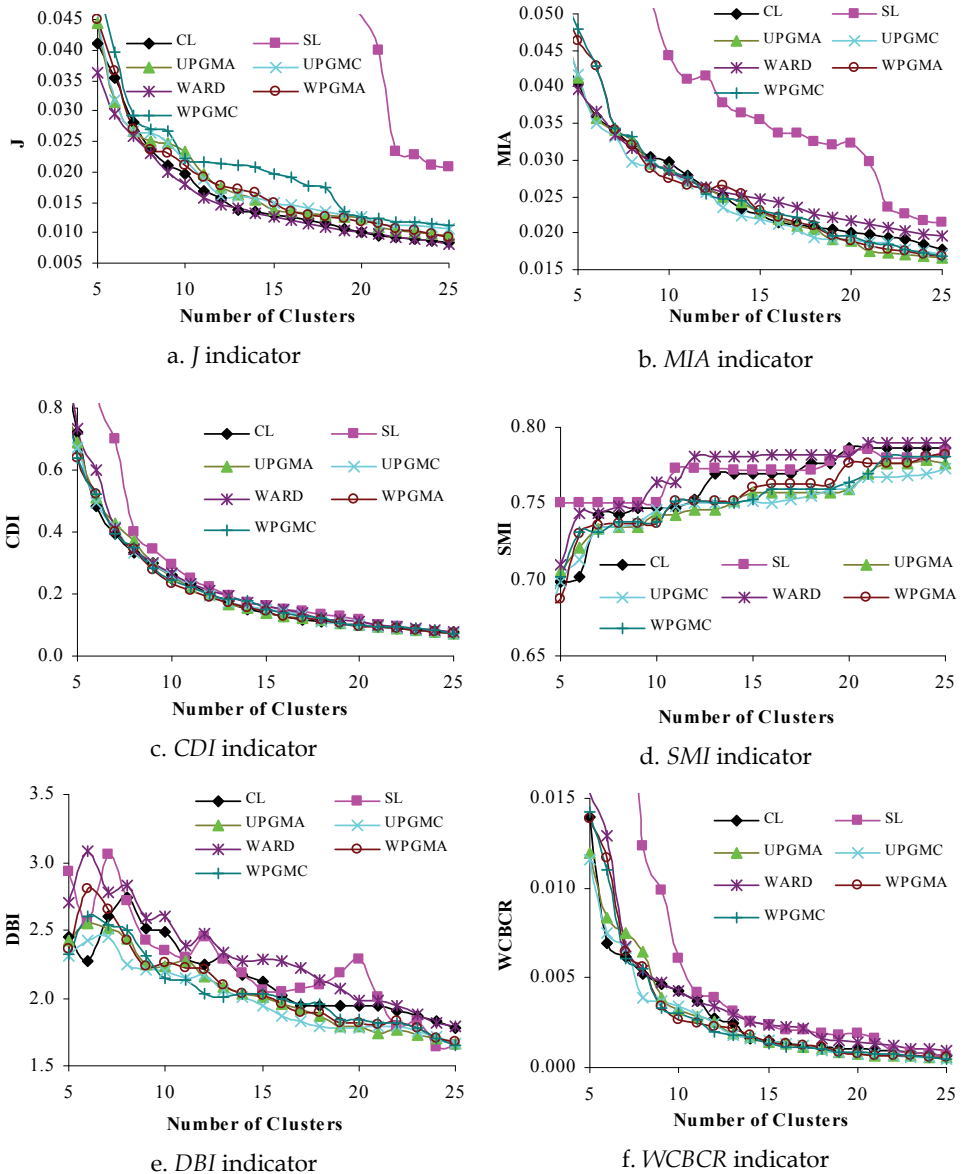 0.045
0.040
0.035
0.030
0.025
0.020
0.015
0.010
0.005
J
CL
SL
UPGMA
UPGMC
WARD
WPGMA
WPGMC
5 10 15 20 25
Number of Clusters
a. J indicator
0.050
0.045
0.040
0.035
0.030
0.025
0.020
0.015
MIA
CL
SL
UPGMA
UPGMC
WARD
WPGMA
WPGMC
5 10 15 20 25
Number of Clusters
b. MIA indicator
0.8
0.6
0.4
0.2
0.0
CDI
CL
SL
UPGMA
UPGMC
WARD
WPGMA
WPGMC
5 10 15 20 25
Number of Clusters
c. CDI indicator
0.80
0.75
0.70
0.65
SMI
CL SL UPGMA
UPGMC WARD WPGMA
WPGMC
5 10 15 20 25
Number of Clusters
d. SMI indicator
3.5
3.0
2.5
2.0
1.5
DBI
CL
SL
UPGMA
UPGMC
WARD
WPGMA
WPGMC
5 10 15 20 25
Number of Clusters
e. DBI indicator
0.015
0.010
0.005
0.000
WCBCR
CL
SL
UPGMA
UPGMC
WARD
WPGMA
WPGMC
5 10 15 20 25
Number of Clusters
f. WCBCR indicator